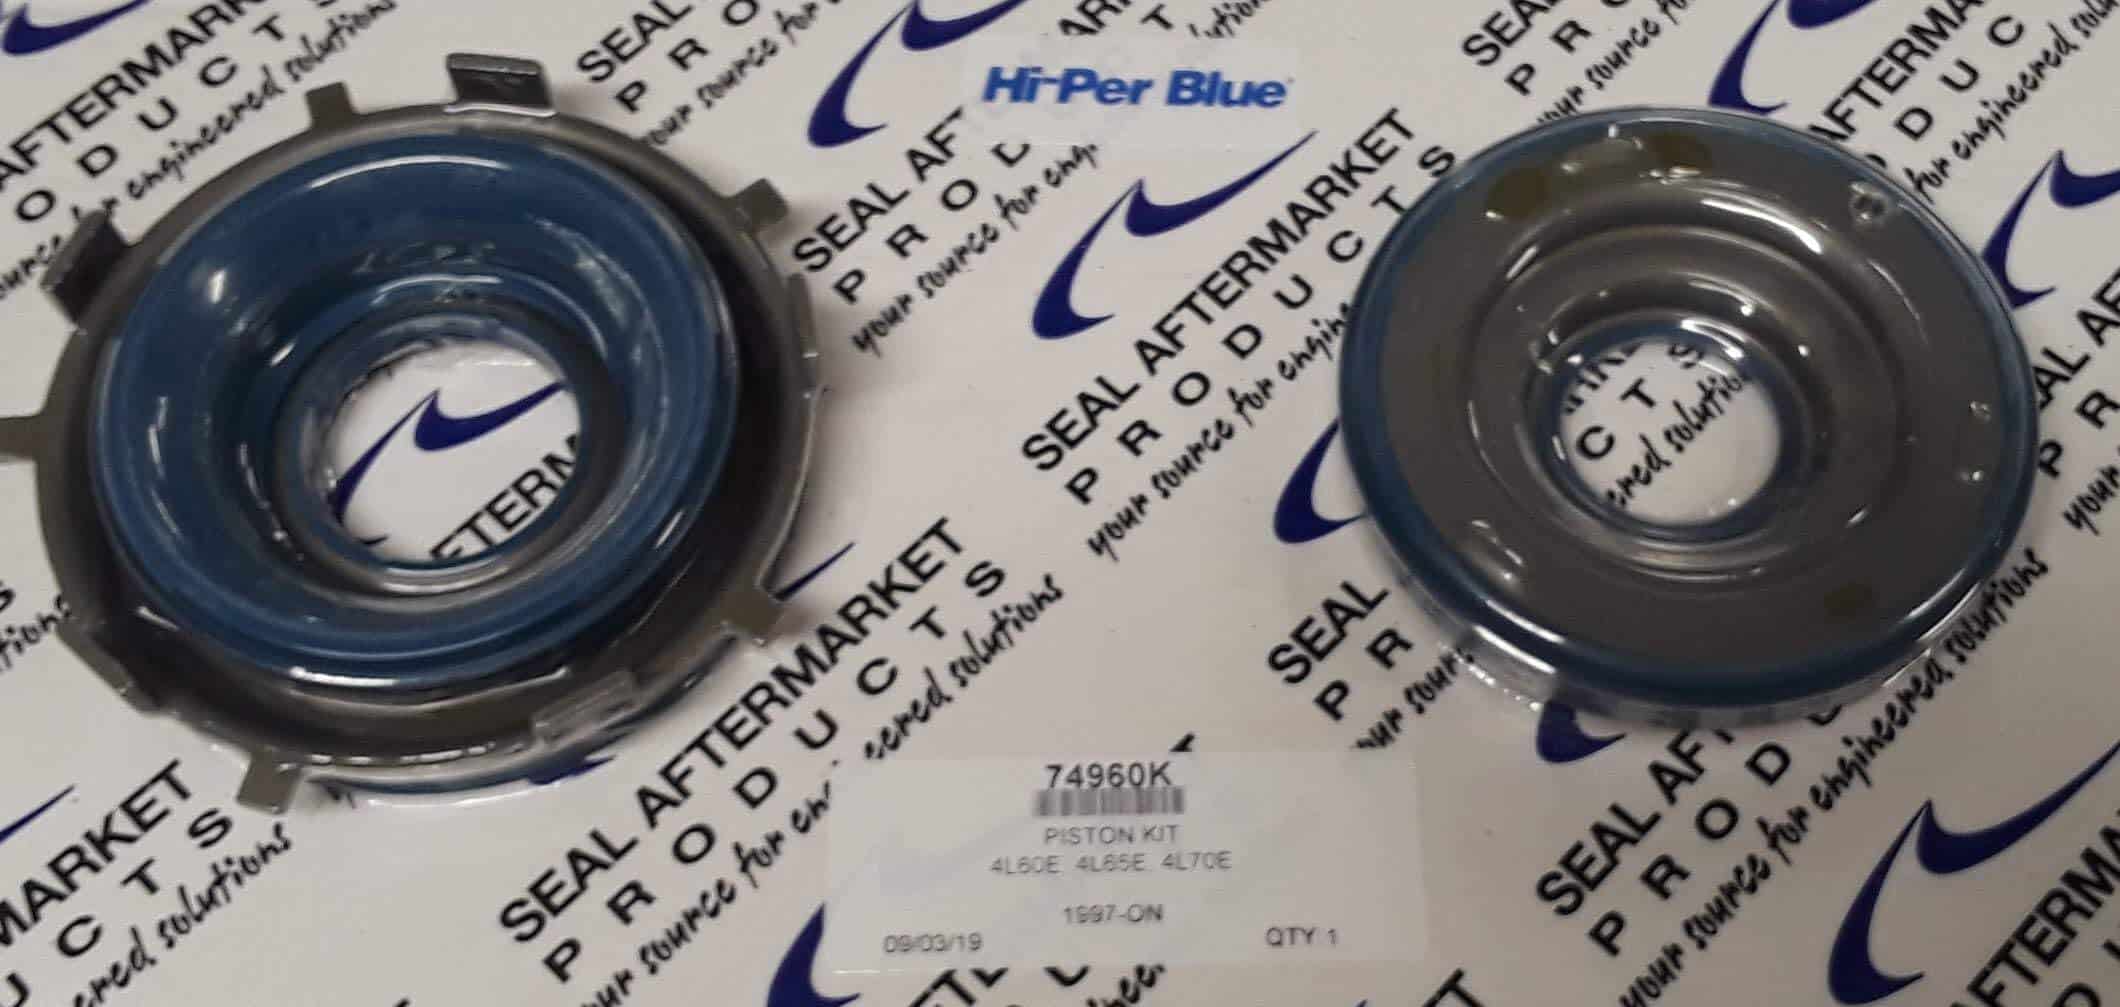 Hi-Per Blue
SEAL AFTERMARKET
PRODUCTS
your source for engineered solutions
74960K
PISTON KIT
4L60E, 4L65E, 4L70E
1997-ON
09/03/19
QTY 1